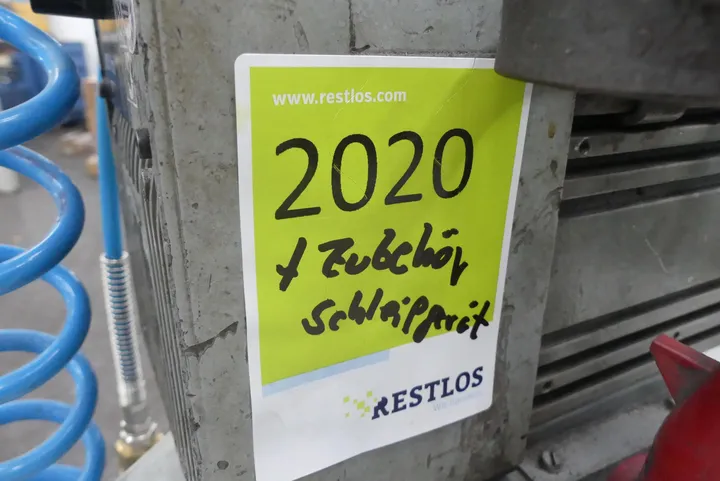 www.restlos.com
2020
+ Zubehör
Schleifgerät
RESTLOS